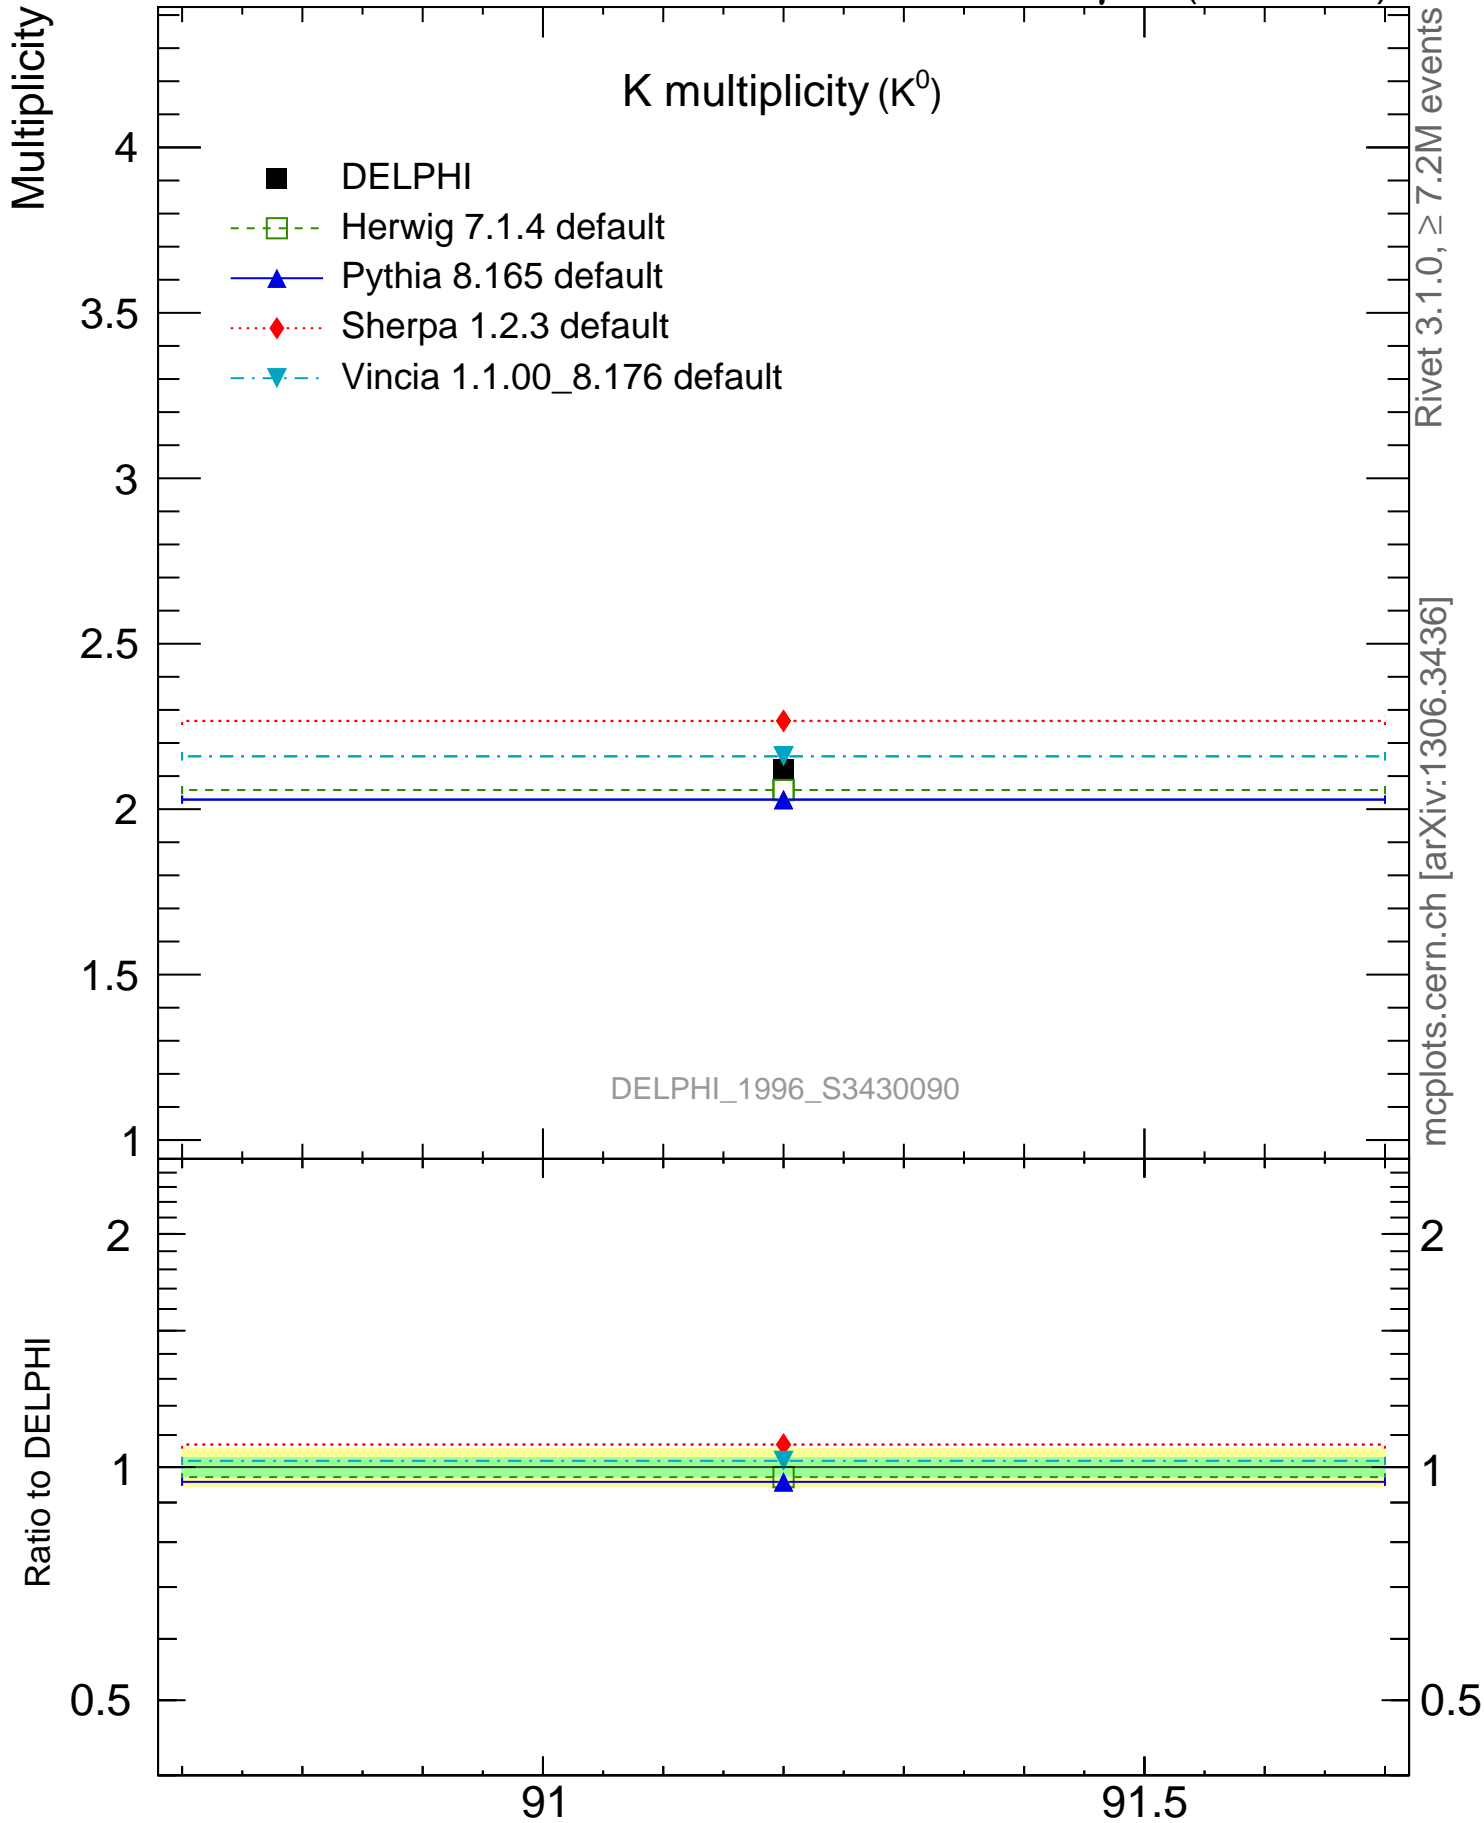 Multiplicity
K multiplicity (K⁰)
DELPHI
Herwig 7.1.4 default
Pythia 8.165 default
Sherpa 1.2.3 default
Vincia 1.1.00_8.176 default
4
3.5
3
2.5
2
1.5
1
DELPHI_1996_S3430090
Rivet 3.1.0, ≥ 7.2M events
mcplots.cern.ch [arXiv:1306.3436]
Ratio to DELPHI
2
2
1
1
0.5
0.5
91
91.5